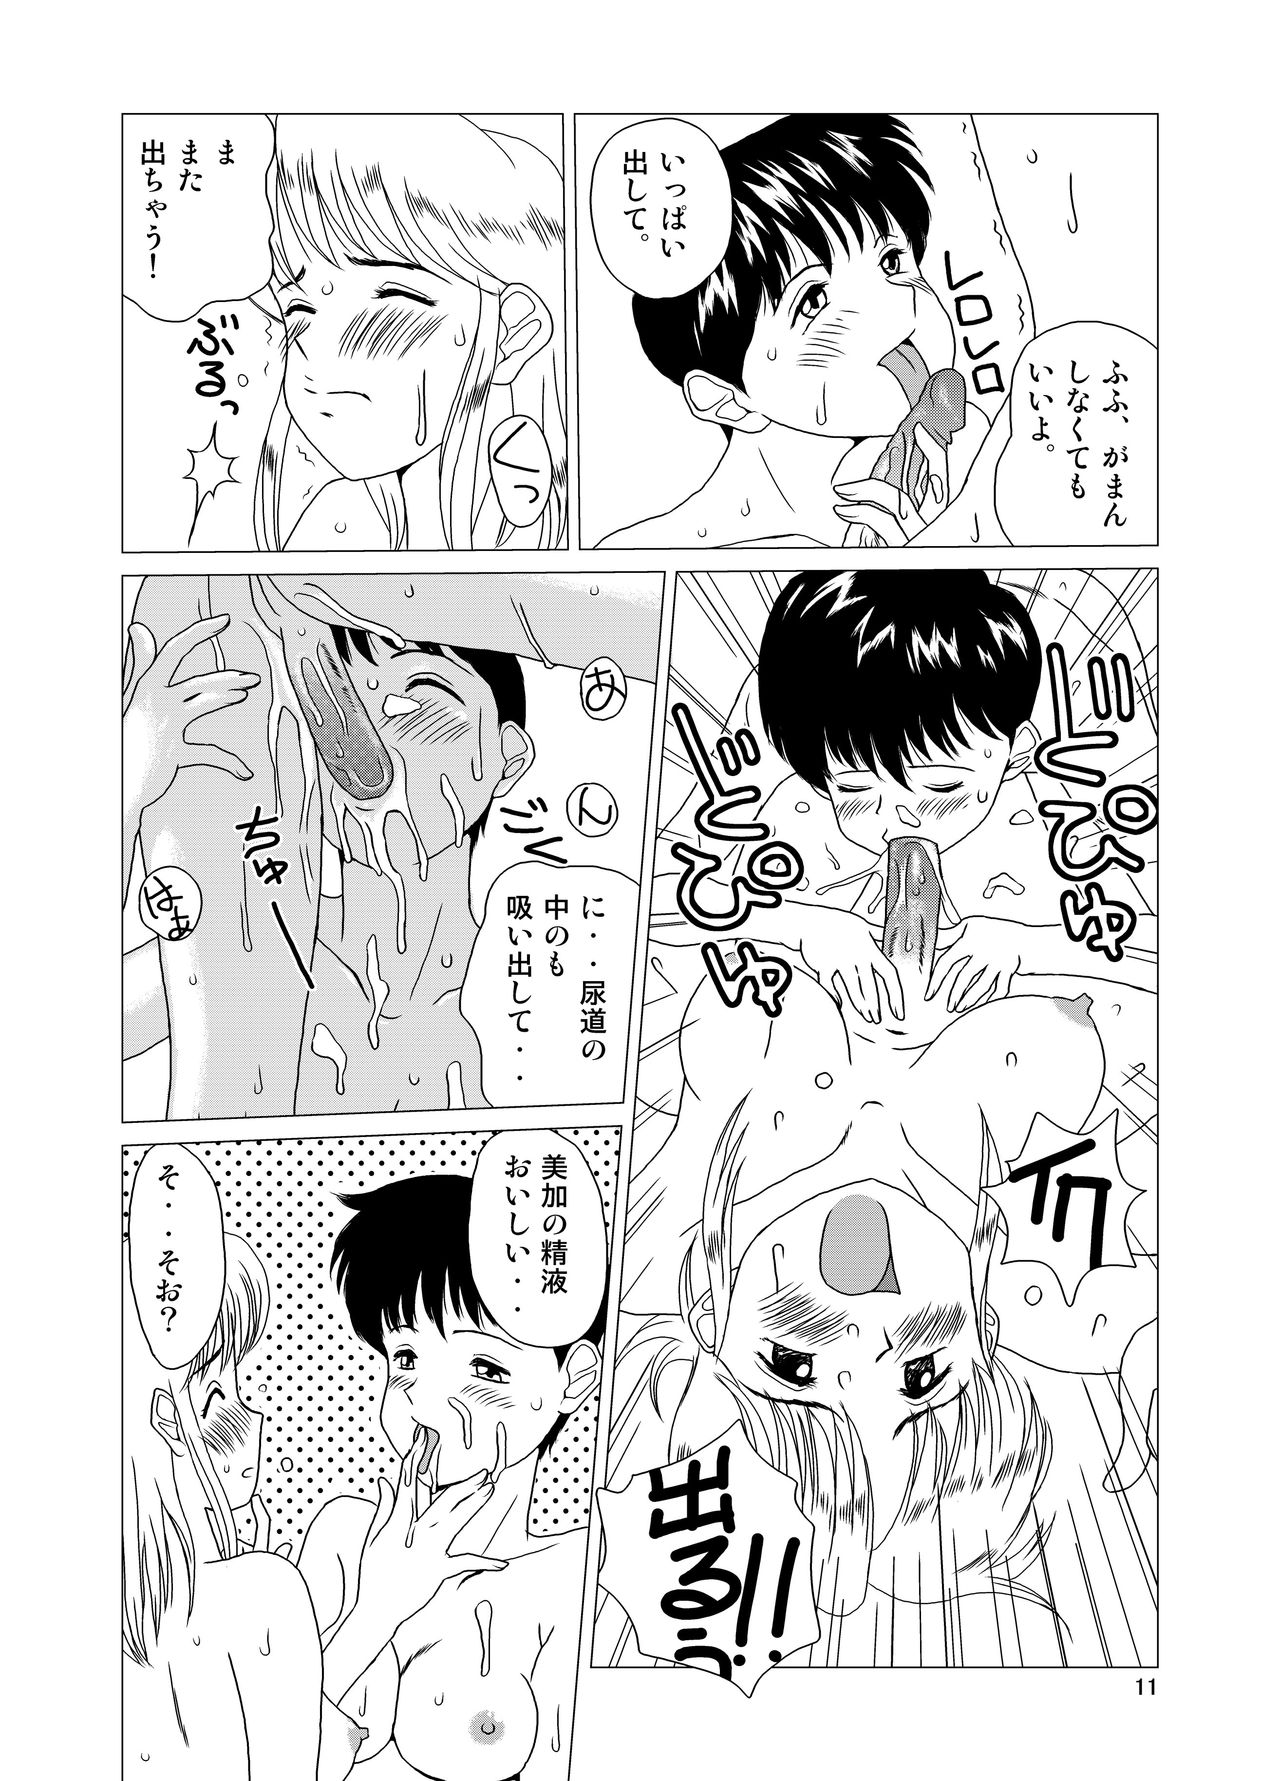 ふふ、がまん
しなくても
いいよ。
レロレロ
いっぱい
出して。
ま
また
出ちゃう！
ぶるっ
くっ
どぴゅ
どぴゅ
イク
出るぅ!!
あ
ん
ごく
に・・尿道の
中のも
吸い出して・・
ちゅー
はぁ
美加の精液
おいしい・・
そ・・そお？
11